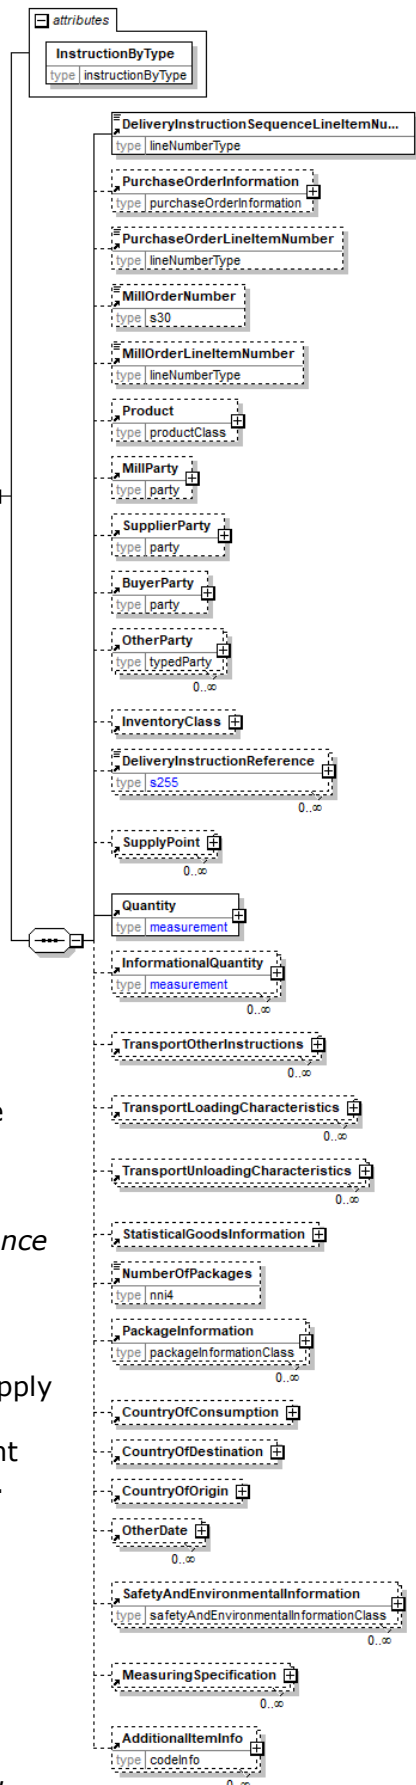 attributes
InstructionByType
type instructionByType
DeliveryInstructionSequenceLineItemNu...
type lineNumberType
PurchaseOrderInformation
type purchaseOrderInformation
PurchaseOrderLineItemNumber
type lineNumberType
MillOrderNumber
type s30
MillOrderLineItemNumber
type lineNumberType
Product
type productClass
MillParty
type party
SupplierParty
type party
BuyerParty
type party
OtherParty
type typedParty
0..∞
InventoryClass
DeliveryInstructionReference
type s255
0..∞
SupplyPoint
0..∞
Quantity
type measurement
InformationalQuantity
type measurement
0..∞
TransportOtherInstructions
0..∞
e
TransportLoadingCharacteristics
0..∞
TransportUnloadingCharacteristics
0..∞
nce
StatisticalGoodsInformation
NumberOfPackages
type nni4
PackageInformation
type packageInformationClass
0..∞
pply
CountryOfConsumption
nt
CountryOfDestination
CountryOfOrigin
OtherDate
0..∞
SafetyAndEnvironmentalInformation
type safetyAndEnvironmentalInformationClass
0..∞
MeasuringSpecification
0..∞
AdditionalItemInfo
type codeInfo
0..∞